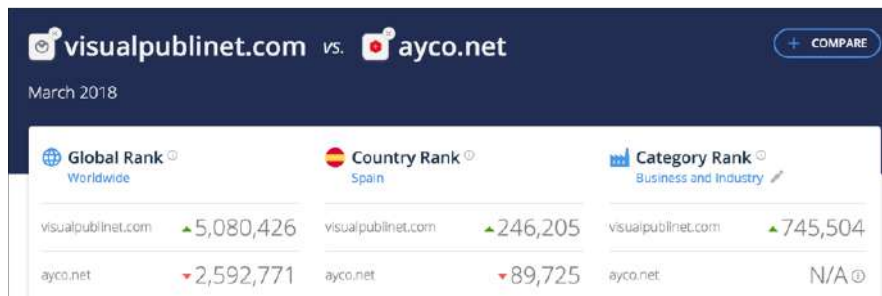 visualpublinet.com vs. ayco.net
+ COMPARE
March 2018
Global Rank
Worldwide
Country Rank
Spain
Category Rank
Business and Industry
visualpublinet.com 5,080,426 visualpublinet.com 246,205 visualpublinet.com 745,504
ayco.net 2,592,771 ayco.net 89,725 ayco.net N/A